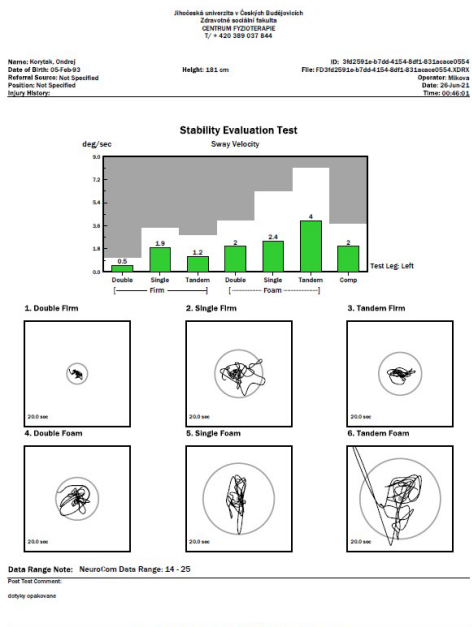 Jihočeská univerzita v Českých Budějovicích
Zdravotně sociální fakulta
CENTRUM FYZIOTERAPIE
T/ + 420 389 037 844
Name: Korytak, Ondrej
Date of Birth: 05-Feb-93
Referral Source: Not Specified
Position: Not Specified
Injury History:
Height: 181 cm
ID: 3fd2591e-b7dd-4154-8df1-831acace0554
File: FD3fd2591e-b7dd-4154-8df1-831acace0554.XDRX
Operator: Mikova
Date: 26-Jun-21
Time: 00:46:01
Stability Evaluation Test
deg/sec Sway Velocity
9.0
7.2
5.4
3.6
1.8
0.0
0.5 1.9 1.2 2 2.4 4 2
Double Single Tandem Double Single Tandem Comp
Test Leg: Left
[ Firm ] [ Foam ]
1. Double Firm 2. Single Firm 3. Tandem Firm
20.0 sec 20.0 sec 20.0 sec
4. Double Foam 5. Single Foam 6. Tandem Foam
20.0 sec 20.0 sec 20.0 sec
Data Range Note: NeuroCom Data Range: 14 - 25
Post Test Comment:
dotyky opakovane